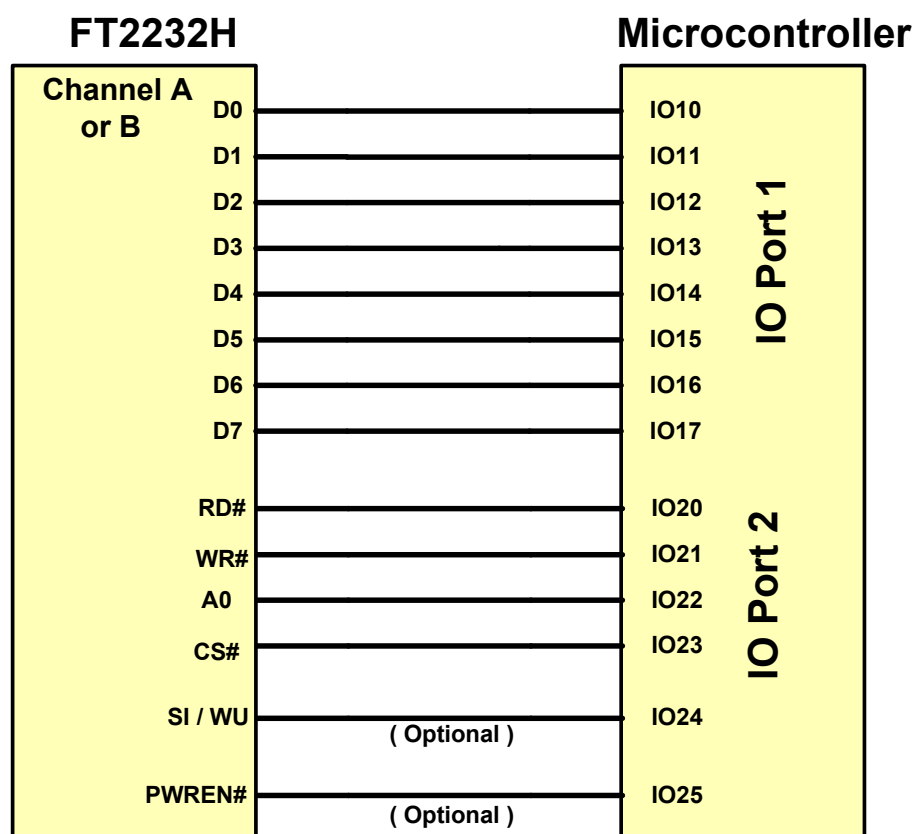 FT2232H
Microcontroller
Channel A
or B
D0
IO10
D1
IO11
D2
IO12
D3
IO13
D4
IO14
D5
IO15
D6
IO16
D7
IO17
IO Port 1
RD#
IO20
WR#
IO21
A0
IO22
CS#
IO23
IO Port 2
SI / WU
( Optional )
IO24
PWREN#
( Optional )
IO25